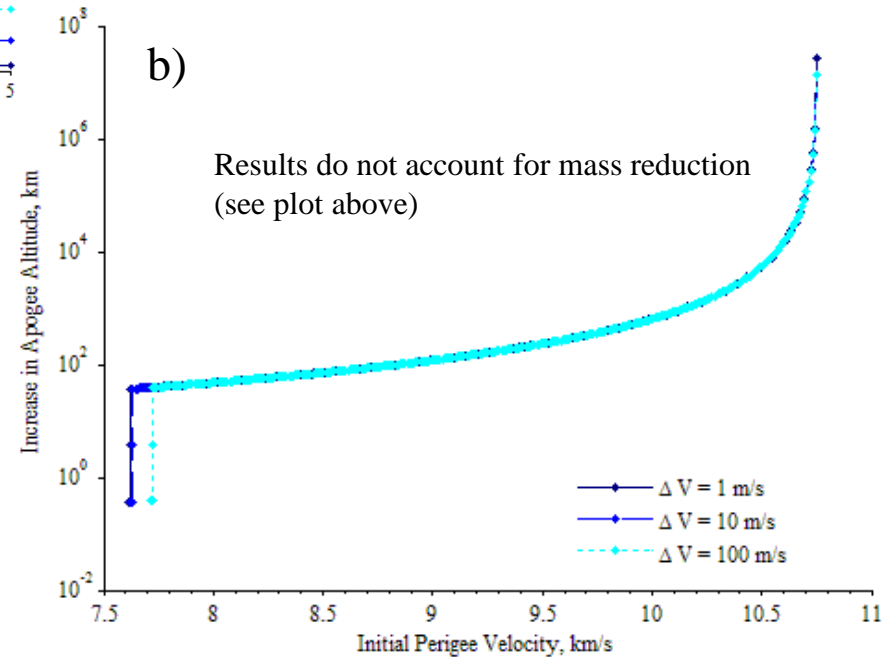 5
b)
10^8
10^6
10^4
10^2
10^0
10^-2
Increase in Apogee Altitude, km
Results do not account for mass reduction
(see plot above)
Δ V = 1 m/s
Δ V = 10 m/s
Δ V = 100 m/s
7.5 8 8.5 9 9.5 10 10.5 11
Initial Perigee Velocity, km/s